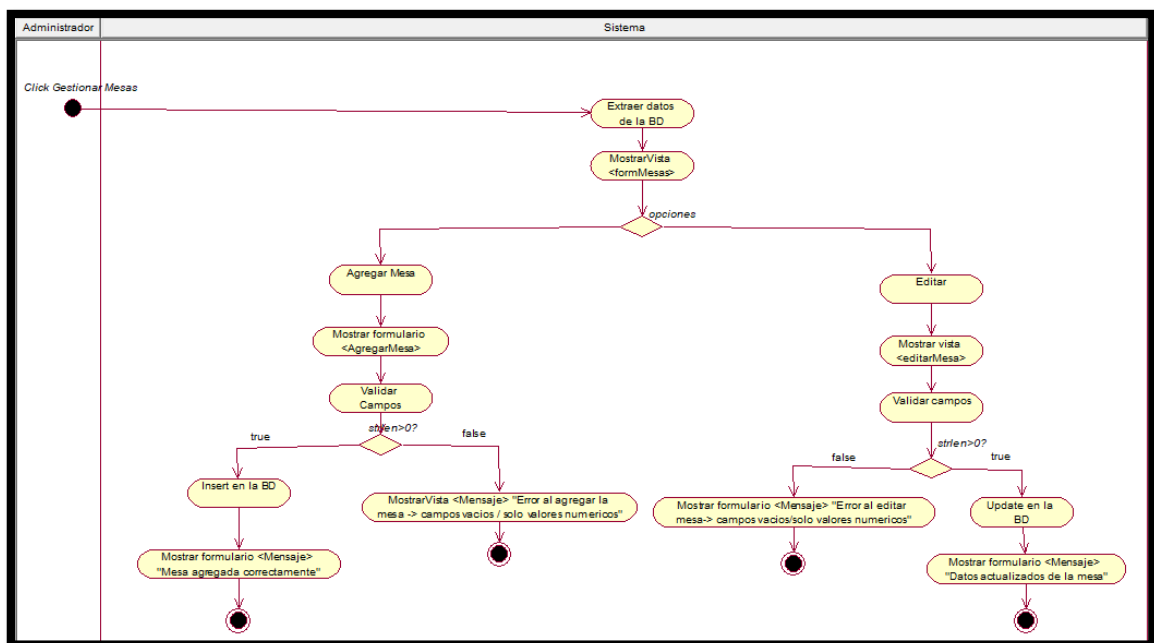 Administrador
Sistema
Click Gestionar Mesas
Extraer datos
de la BD
MostrarVista
<formMesas>
opciones
Agregar Mesa
Editar
Mostrar formulario
<AgregarMesa>
Mostrar vista
<editarMesa>
Validar
Campos
Validar campos
strlen>0?
true
false
strlen>0?
false
true
Insert en la BD
MostrarVista <Mensaje> "Error al agregar la
mesa -> campos vacios / solo valores numericos"
Mostrar formulario <Mensaje> "Error al editar
mesa-> campos vacios/solo valores numericos"
Update en la
BD
Mostrar formulario <Mensaje>
"Mesa agregada correctamente"
Mostrar formulario <Mensaje>
"Datos actualizados de la mesa"